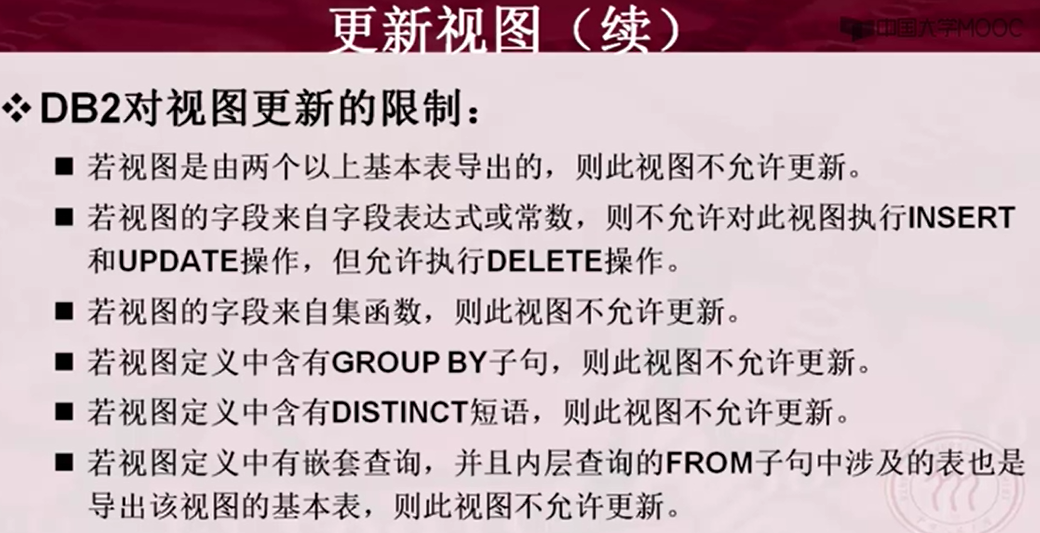 更新视图（续）
中国大学MOOC
❖DB2对视图更新的限制：
■ 若视图是由两个以上基本表导出的，则此视图不允许更新。
■ 若视图的字段来自字段表达式或常数，则不允许对此视图执行INSERT
和UPDATE操作，但允许执行DELETE操作。
■ 若视图的字段来自集函数，则此视图不允许更新。
■ 若视图定义中含有GROUP BY子句，则此视图不允许更新。
■ 若视图定义中含有DISTINCT短语，则此视图不允许更新。
■ 若视图定义中有嵌套查询，并且内层查询的FROM子句中涉及的表也是
导出该视图的基本表，则此视图不允许更新。